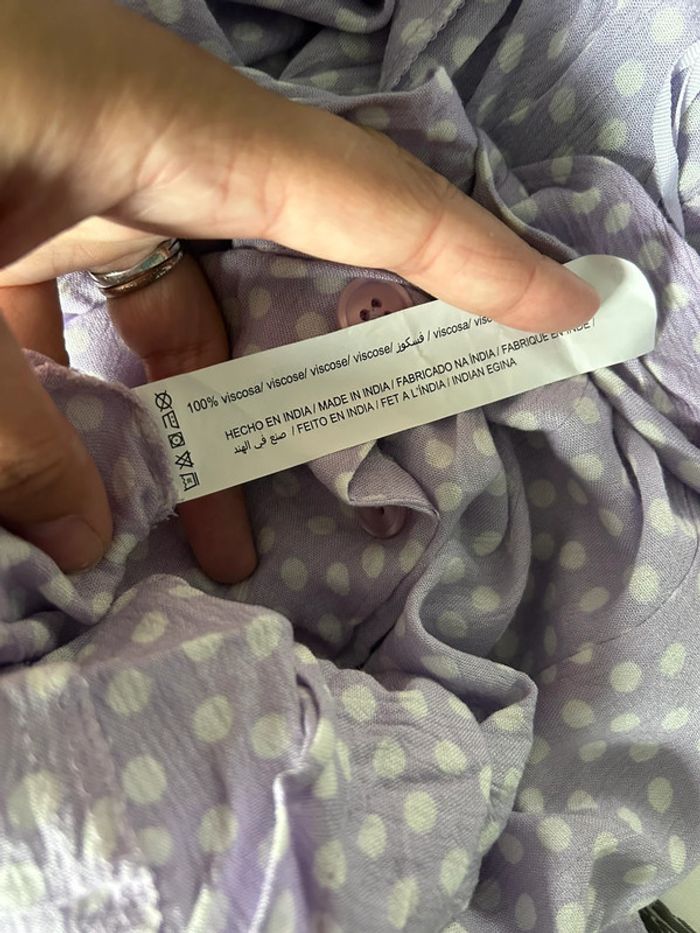 100% viscosa/ viscose/ viscose/ viscose/ فسكوز / viscosa/
HECHO EN INDIA / MADE IN INDIA / FABRICADO NA ÍNDIA / FABRIQUE EN INDE /
صنع في الهند / FEITO EN INDIA / FET A L'ÍNDIA / INDIAN EGINA